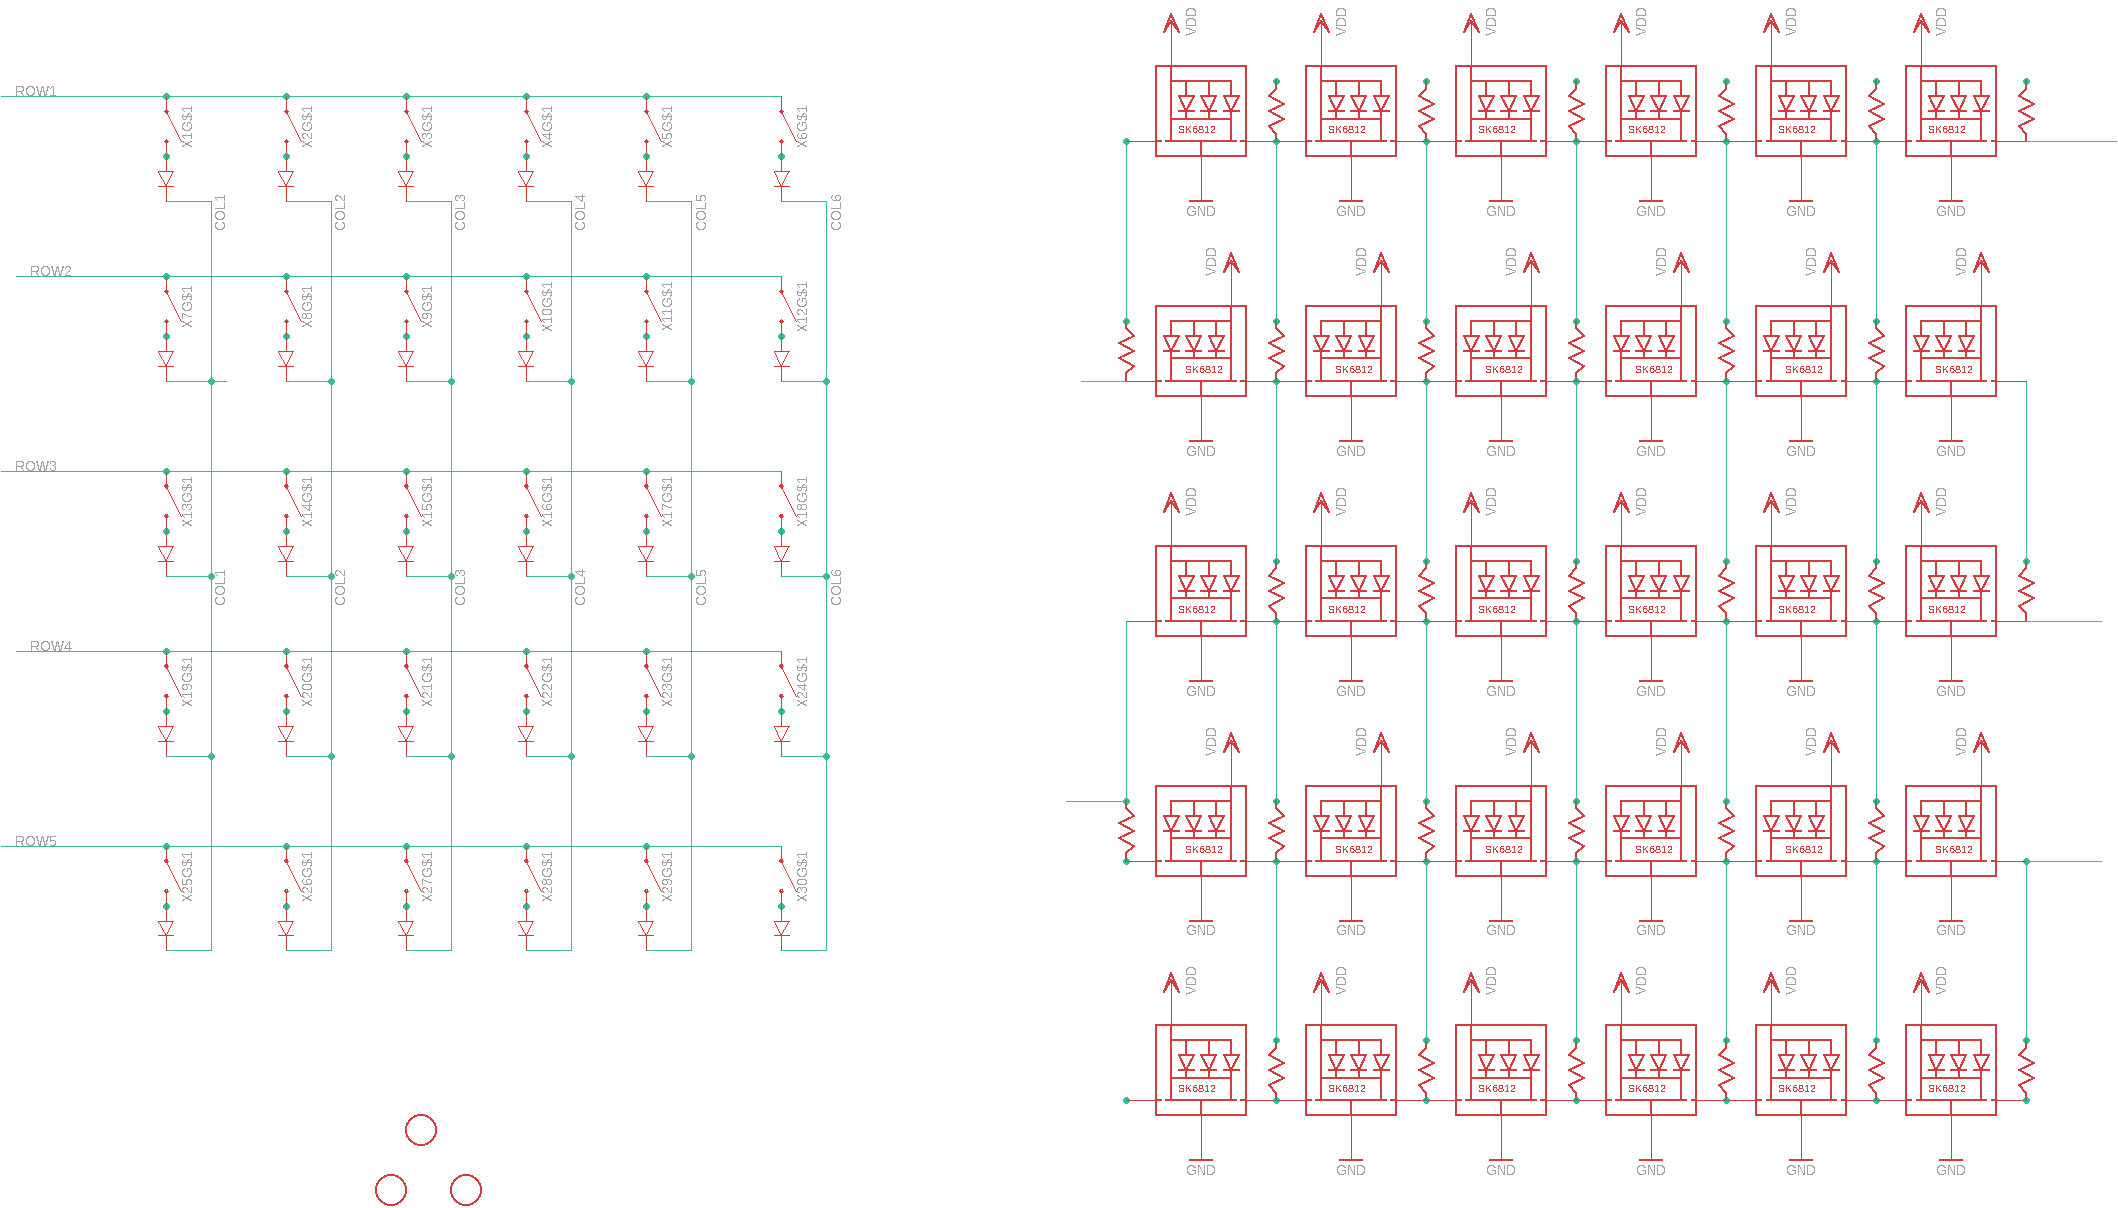 ROW1
X1G$1 X2G$1 X3G$1 X4G$1 X5G$1 X6G$1
COL1 COL2 COL3 COL4 COL5 COL6
ROW2
X7G$1 X8G$1 X9G$1 X10G$1 X11G$1 X12G$1
ROW3
X13G$1 X14G$1 X15G$1 X16G$1 X17G$1 X18G$1
COL1 COL2 COL3 COL4 COL5 COL6
ROW4
X19G$1 X20G$1 X21G$1 X22G$1 X23G$1 X24G$1
ROW5
X25G$1 X26G$1 X27G$1 X28G$1 X29G$1 X30G$1
VDD VDD VDD VDD VDD VDD
SK6812 SK6812 SK6812 SK6812 SK6812 SK6812
GND GND GND GND GND GND
VDD VDD VDD VDD VDD VDD
SK6812 SK6812 SK6812 SK6812 SK6812 SK6812
GND GND GND GND GND GND
VDD VDD VDD VDD VDD VDD
SK6812 SK6812 SK6812 SK6812 SK6812 SK6812
GND GND GND GND GND GND
VDD VDD VDD VDD VDD VDD
SK6812 SK6812 SK6812 SK6812 SK6812 SK6812
GND GND GND GND GND GND
VDD VDD VDD VDD VDD VDD
SK6812 SK6812 SK6812 SK6812 SK6812 SK6812
GND GND GND GND GND GND